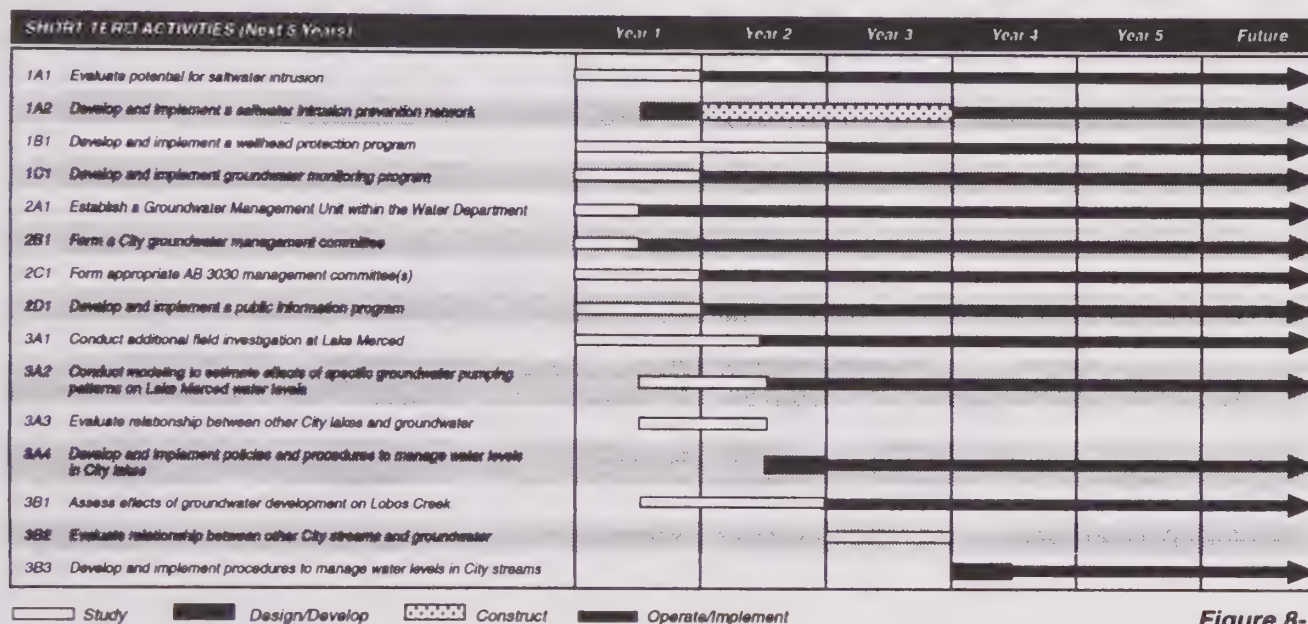 SHORT TERM ACTIVITIES (Next 5 Years) Year 1 Year 2 Year 3 Year 4 Year 5 Future
1A1 Evaluate potential for saltwater intrusion
1A2 Develop and implement a saltwater intrusion prevention network
1B1 Develop and implement a wellhead protection program
1C1 Develop and implement groundwater monitoring program
2A1 Establish a Groundwater Management Unit within the Water Department
2B1 Form a City groundwater management committee
2C1 Form appropriate AB 3030 management committee(s)
2D1 Develop and implement a public information program
3A1 Conduct additional field investigation at Lake Merced
3A2 Conduct modeling to estimate effects of specific groundwater pumping
patterns on Lake Merced water levels
3A3 Evaluate relationship between other City lakes and groundwater
3A4 Develop and implement policies and procedures to manage water levels
in City lakes
3B1 Assess effects of groundwater development on Lobos Creek
3B2 Evaluate relationship between other City streams and groundwater
3B3 Develop and implement procedures to manage water levels in City streams
Study Design/Develop Construct Operate/Implement
Figure 8-